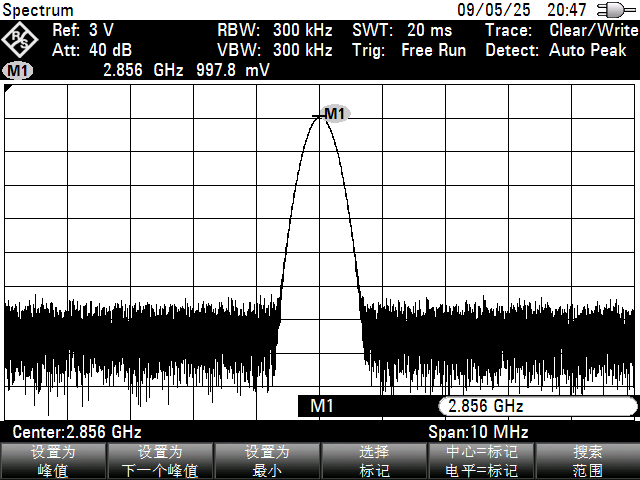 Spectrum 09/05/25 20:47
Ref: 3 V RBW: 300 kHz SWT: 20 ms Trace: Clear/Write
Att: 40 dB VBW: 300 kHz Trig: Free Run Detect: Auto Peak
M1 2.856 GHz 997.8 mV
M1
M1 2.856 GHz
Center:2.856 GHz Span:10 MHz
设置为 设置为 设置为 选择 中心=标记 搜索
峰值 下一个峰值 最小 标记 电平=标记 范围